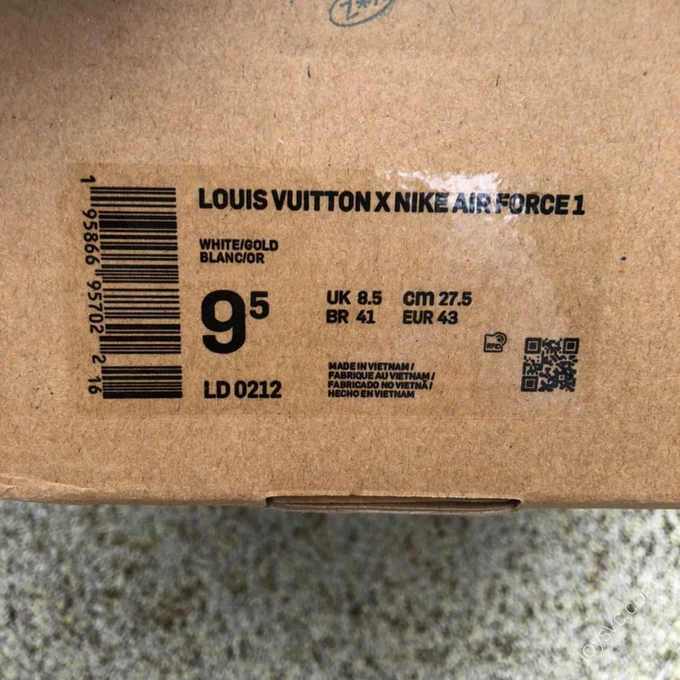 LOUIS VUITTON X NIKE AIR FORCE 1
WHITE/GOLD
BLANC/OR
9⁵
UK 8.5 cm 27.5
BR 41 EUR 43
LD 0212
MADE IN VIETNAM /
FABRIQUE AU VIETNAM /
FABRICADO NO VIETNÃ /
HECHO EN VIETNAM
RFID
1 95866 95702 2 16